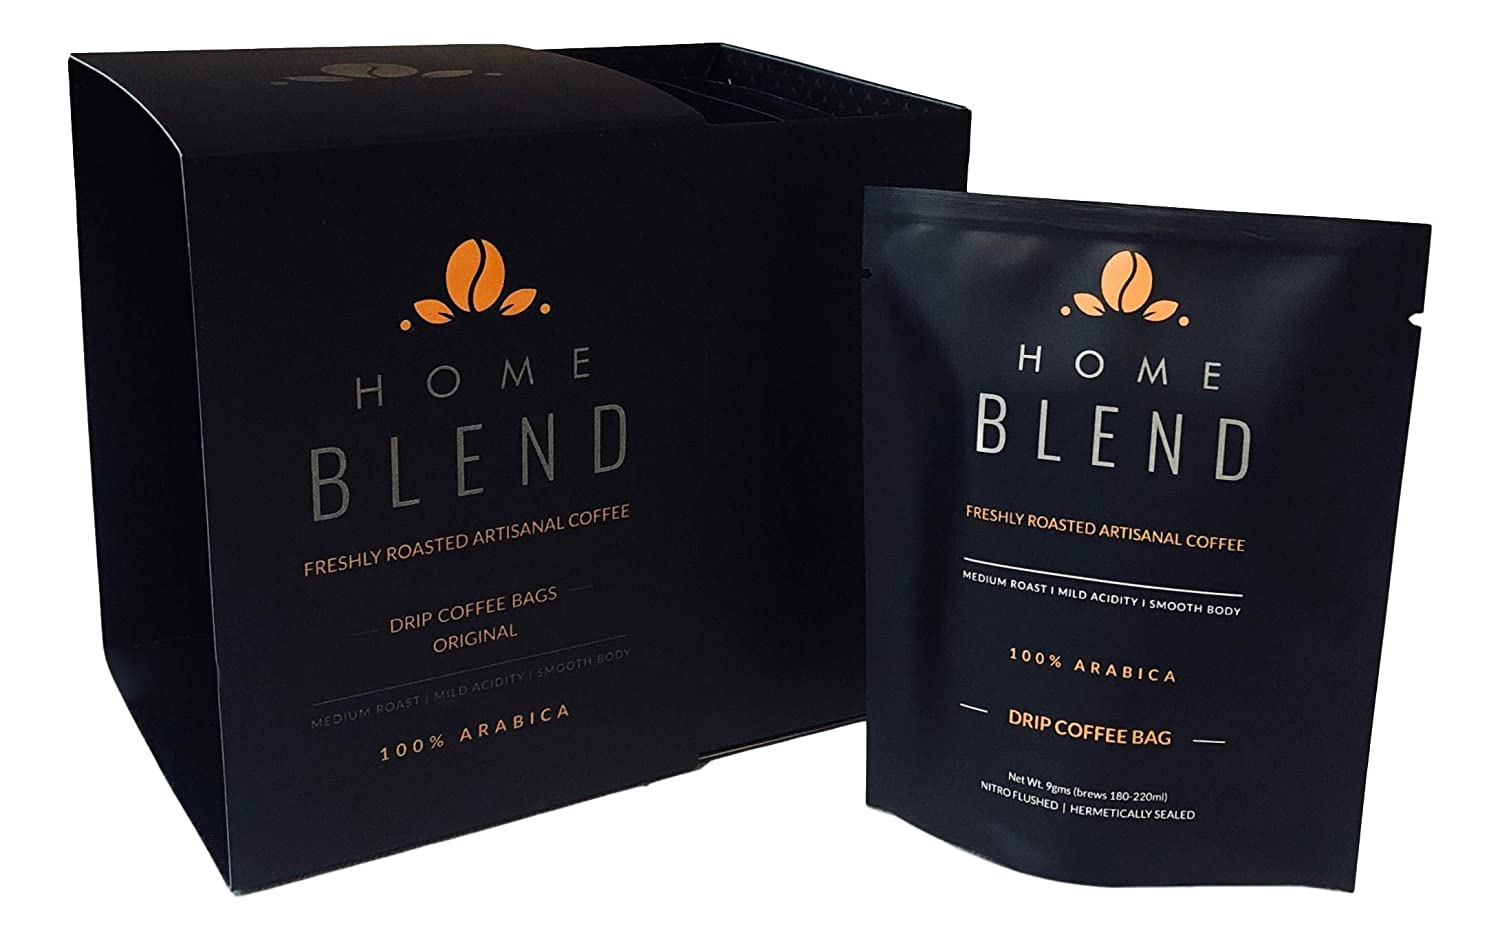 HOME
BLEND
FRESHLY ROASTED ARTISANAL COFFEE
DRIP COFFEE BAGS
ORIGINAL
MEDIUM ROAST | MILD ACIDITY | SMOOTH BODY
100% ARABICA
HOME
BLEND
FRESHLY ROASTED ARTISANAL COFFEE
MEDIUM ROAST | MILD ACIDITY | SMOOTH BODY
100% ARABICA
DRIP COFFEE BAG
Net Wt. 9gms (brews 180-220ml)
NITRO FLUSHED | HERMETICALLY SEALED